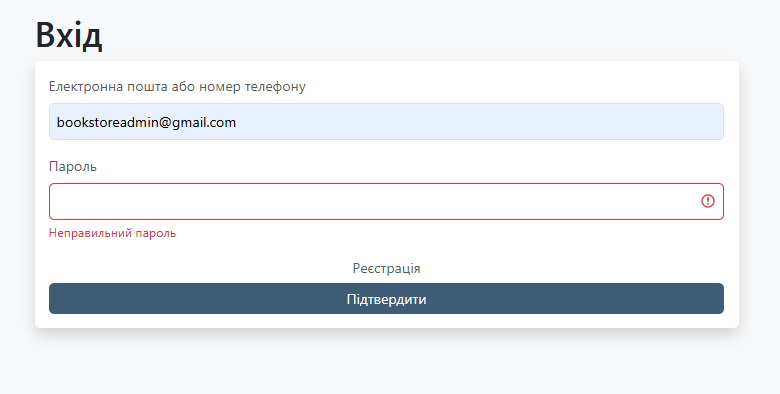 Вхід
Електронна пошта або номер телефону
bookstoreadmin@gmail.com
Пароль
Неправильний пароль
Реєстрація
Підтвердити